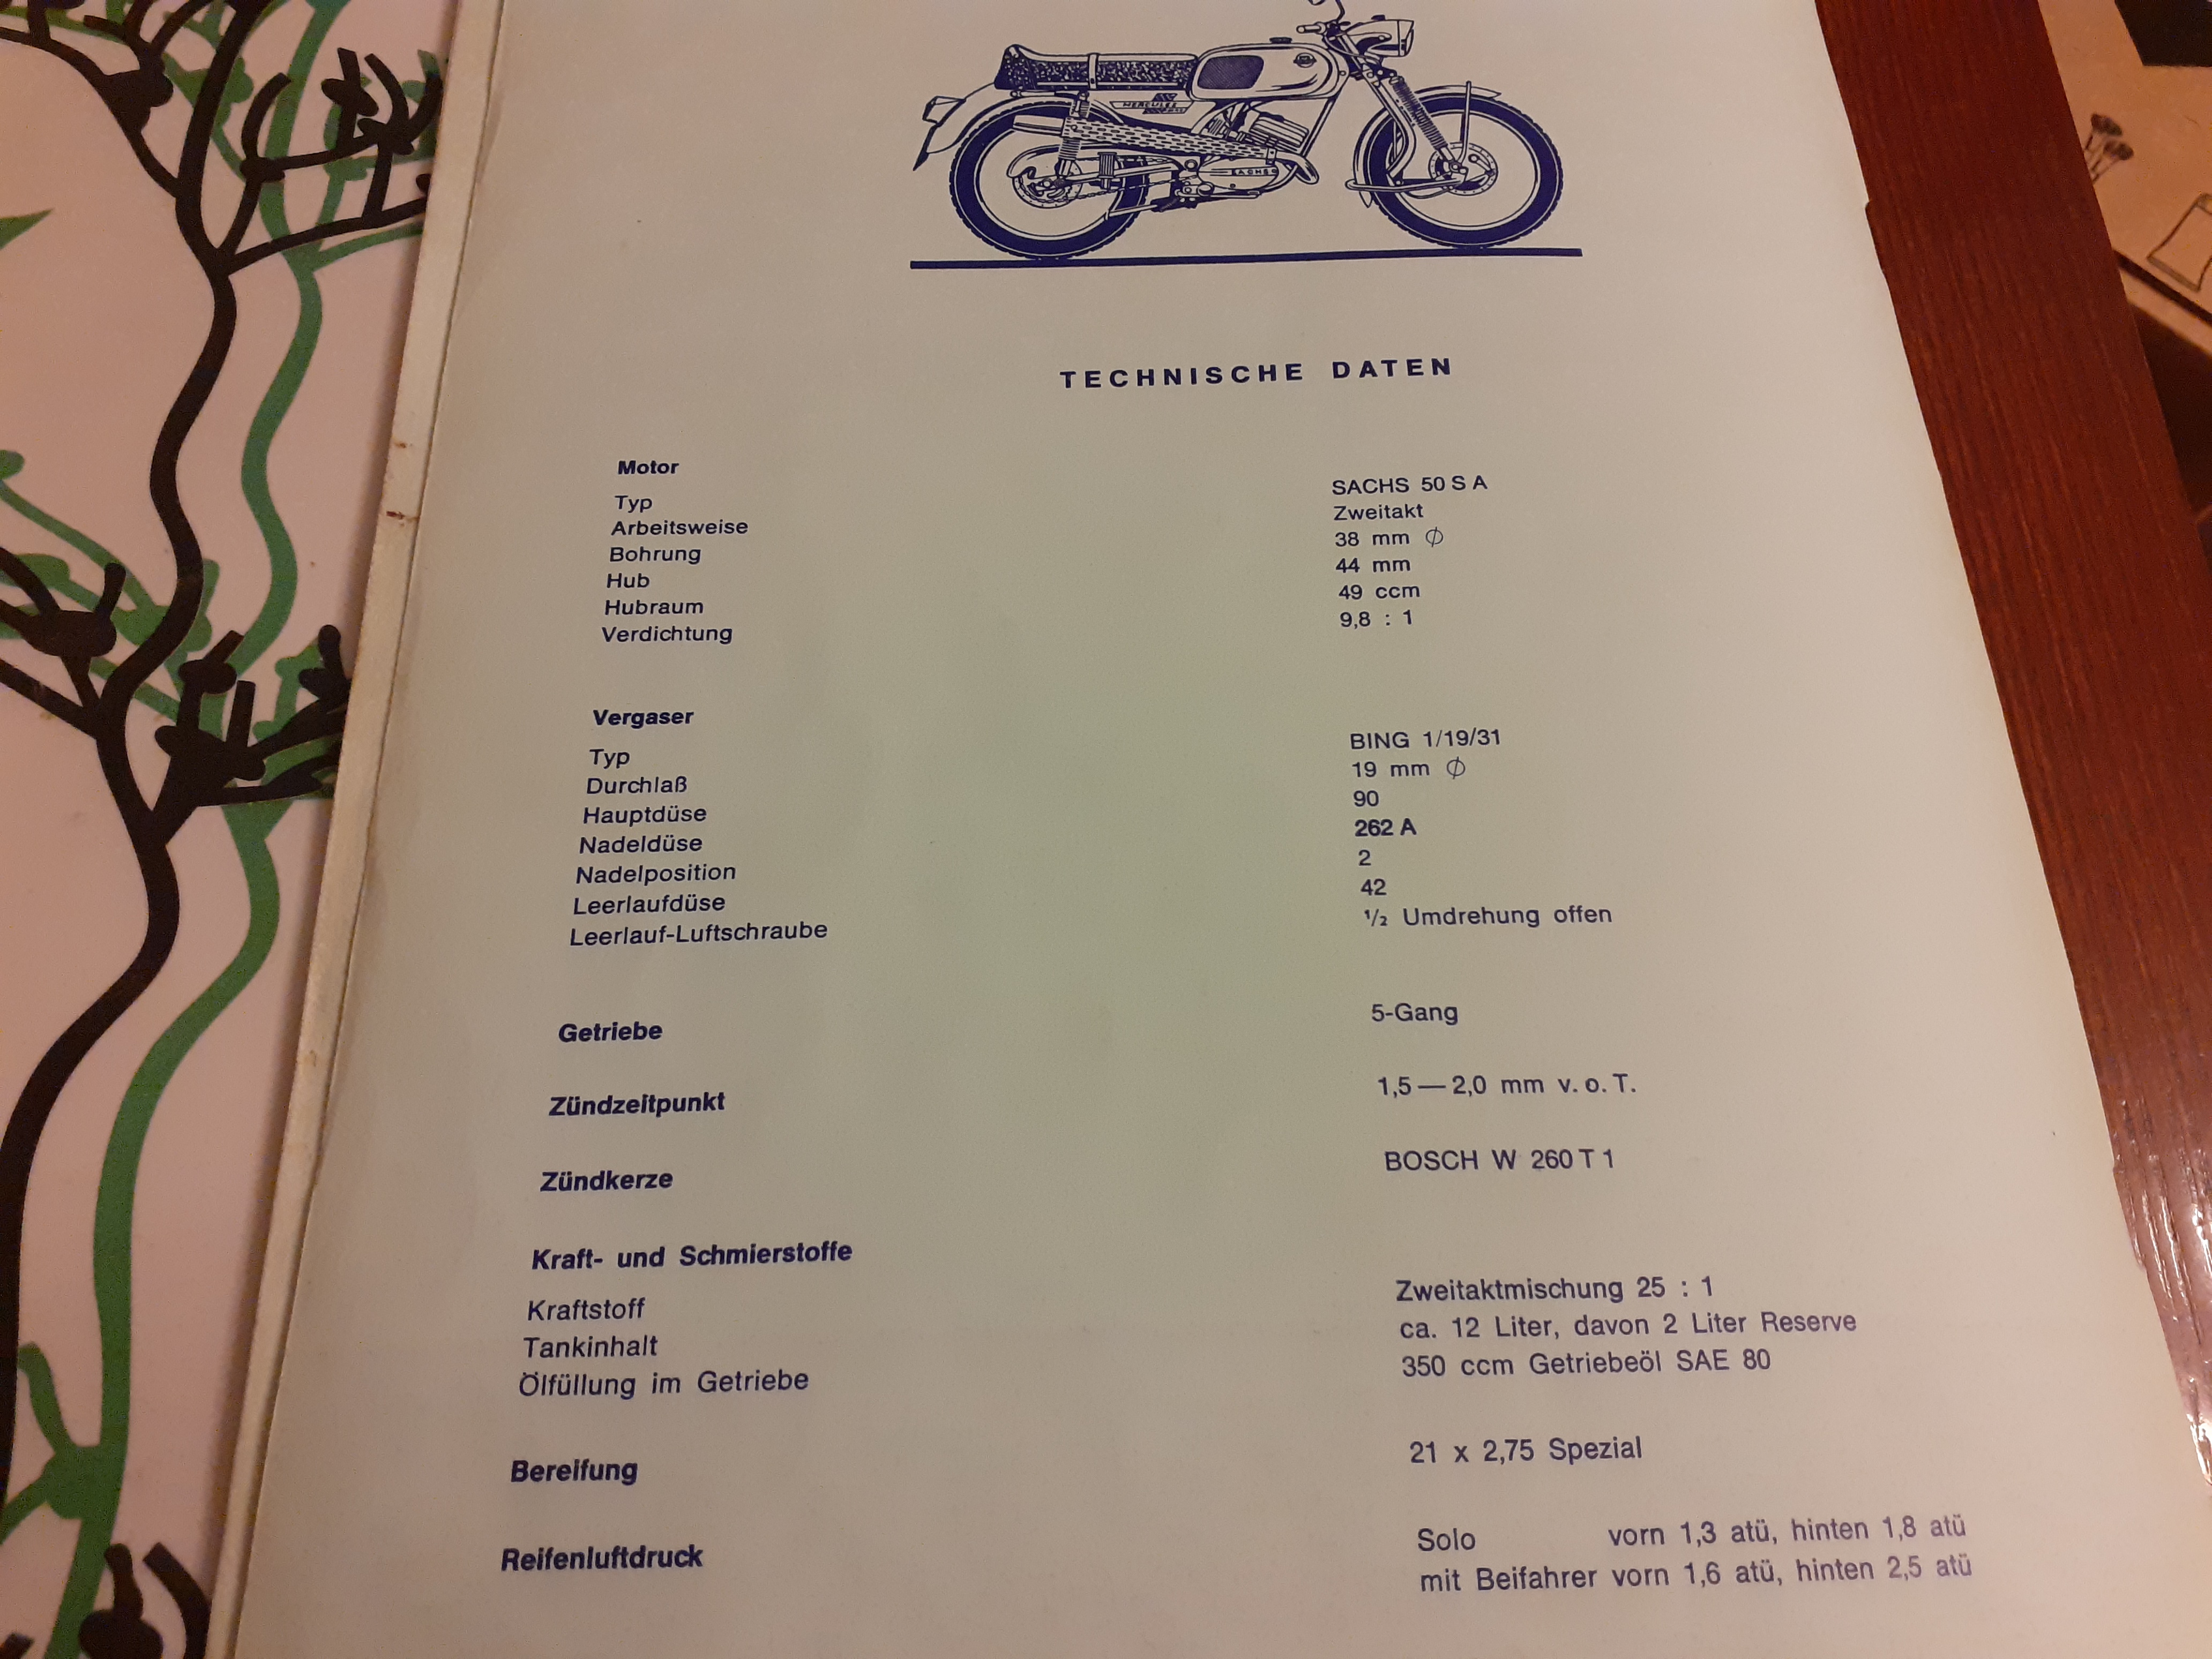 HERCULES
SACHS
TECHNISCHE DATEN
Motor
Typ SACHS 50 S A
Arbeitsweise Zweitakt
Bohrung 38 mm ∅
Hub 44 mm
Hubraum 49 ccm
Verdichtung 9,8 : 1
Vergaser
Typ BING 1/19/31
Durchlaß 19 mm ∅
Hauptdüse 90
Nadeldüse 262 A
Nadelposition 2
Leerlaufdüse 42
Leerlauf-Luftschraube ½ Umdrehung offen
Getriebe 5-Gang
Zündzeitpunkt 1,5 — 2,0 mm v. o. T.
Zündkerze BOSCH W 260 T 1
Kraft- und Schmierstoffe
Kraftstoff Zweitaktmischung 25 : 1
Tankinhalt ca. 12 Liter, davon 2 Liter Reserve
Ölfüllung im Getriebe 350 ccm Getriebeöl SAE 80
Bereifung 21 x 2,75 Spezial
Reifenluftdruck Solo vorn 1,3 atü, hinten 1,8 atü
mit Beifahrer vorn 1,6 atü, hinten 2,5 atü